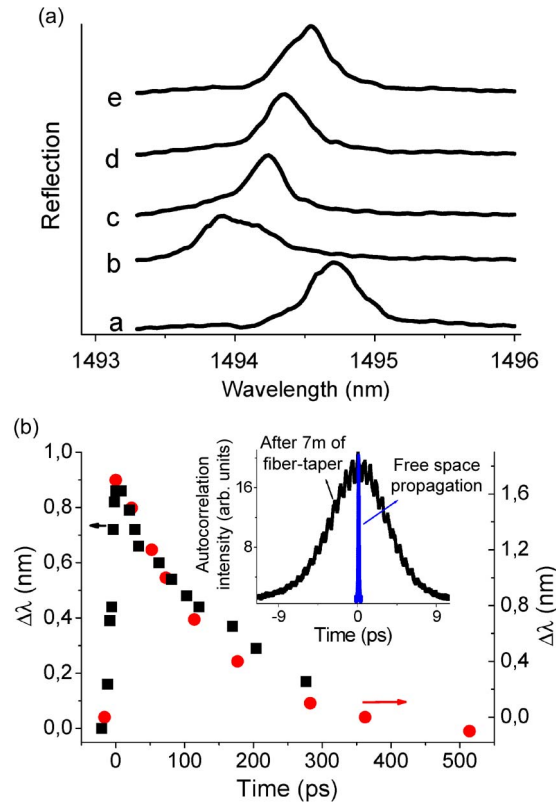 (a)
Reflection
e
d
c
b
a
1493 1494 1495 1496
Wavelength (nm)
(b)
Δλ (nm)
1,0
0,8
0,6
0,4
0,2
0,0
Autocorrelation
intensity (arb. units)
16
8
After 7m of
fiber-taper
Free space
propagation
-9 0 9
Time (ps)
1.6
1.2
0.8
0.4
0.0
Δλ (nm)
0 100 200 300 400 500
Time (ps)